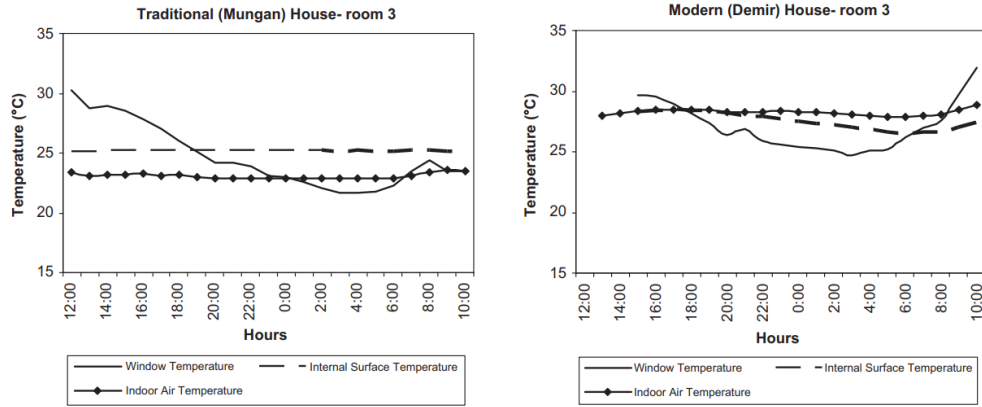 Traditional (Mungan) House- room 3
35
30
25
20
15
Temperature (°C)
12:00
14:00
16:00
18:00
20:00
22:00
0:00
2:00
4:00
6:00
8:00
10:00
Hours
Window Temperature
Internal Surface Temperature
Indoor Air Temperature
Modern (Demir) House- room 3
35
30
25
20
15
Temperature (°C)
12:00
14:00
16:00
18:00
20:00
22:00
0:00
2:00
4:00
6:00
8:00
10:00
Hours
Window Temperature
Internal Surface Temperature
Indoor Air Temperature